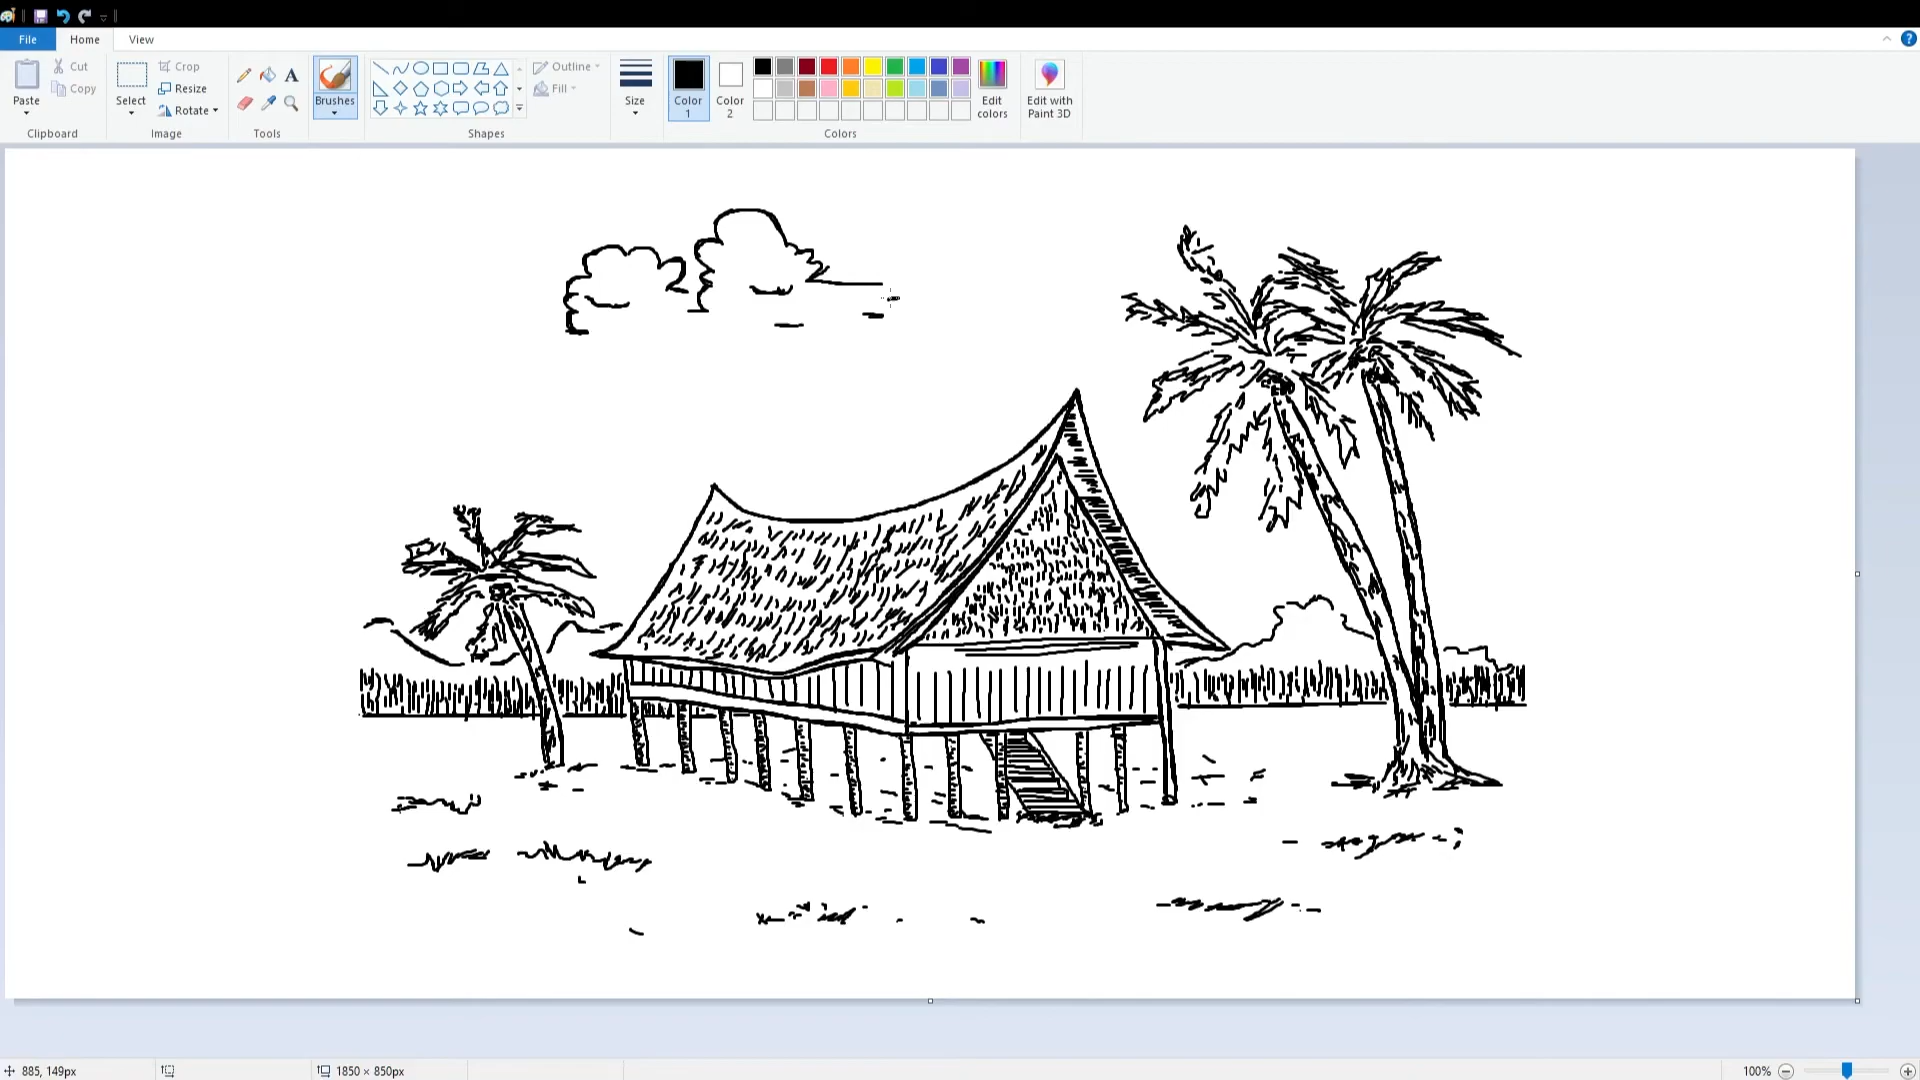 File Home View
Paste
Cut
Copy
Clipboard
Select
Crop
Resize
Rotate
Image
A
Tools
Brushes
Shapes
Outline
Fill
Size
Color
1
Color
2
Edit
colors
Colors
Edit with
Paint 3D
?
885, 149px
1850 × 850px
100%